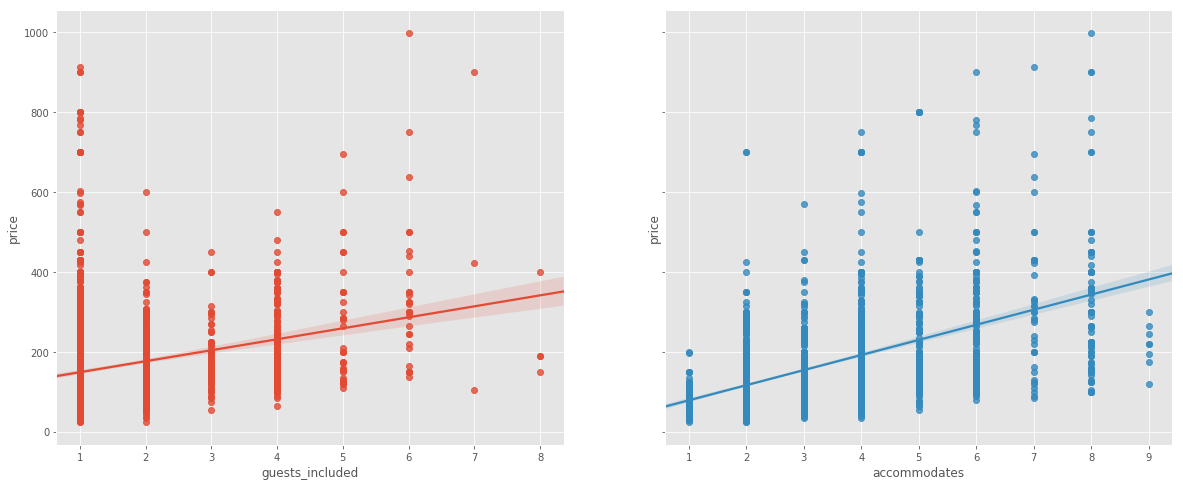 1000
800
600
400
200
0
price
1 2 3 4 5 6 7 8
guests_included
price
1 2 3 4 5 6 7 8 9
accommodates